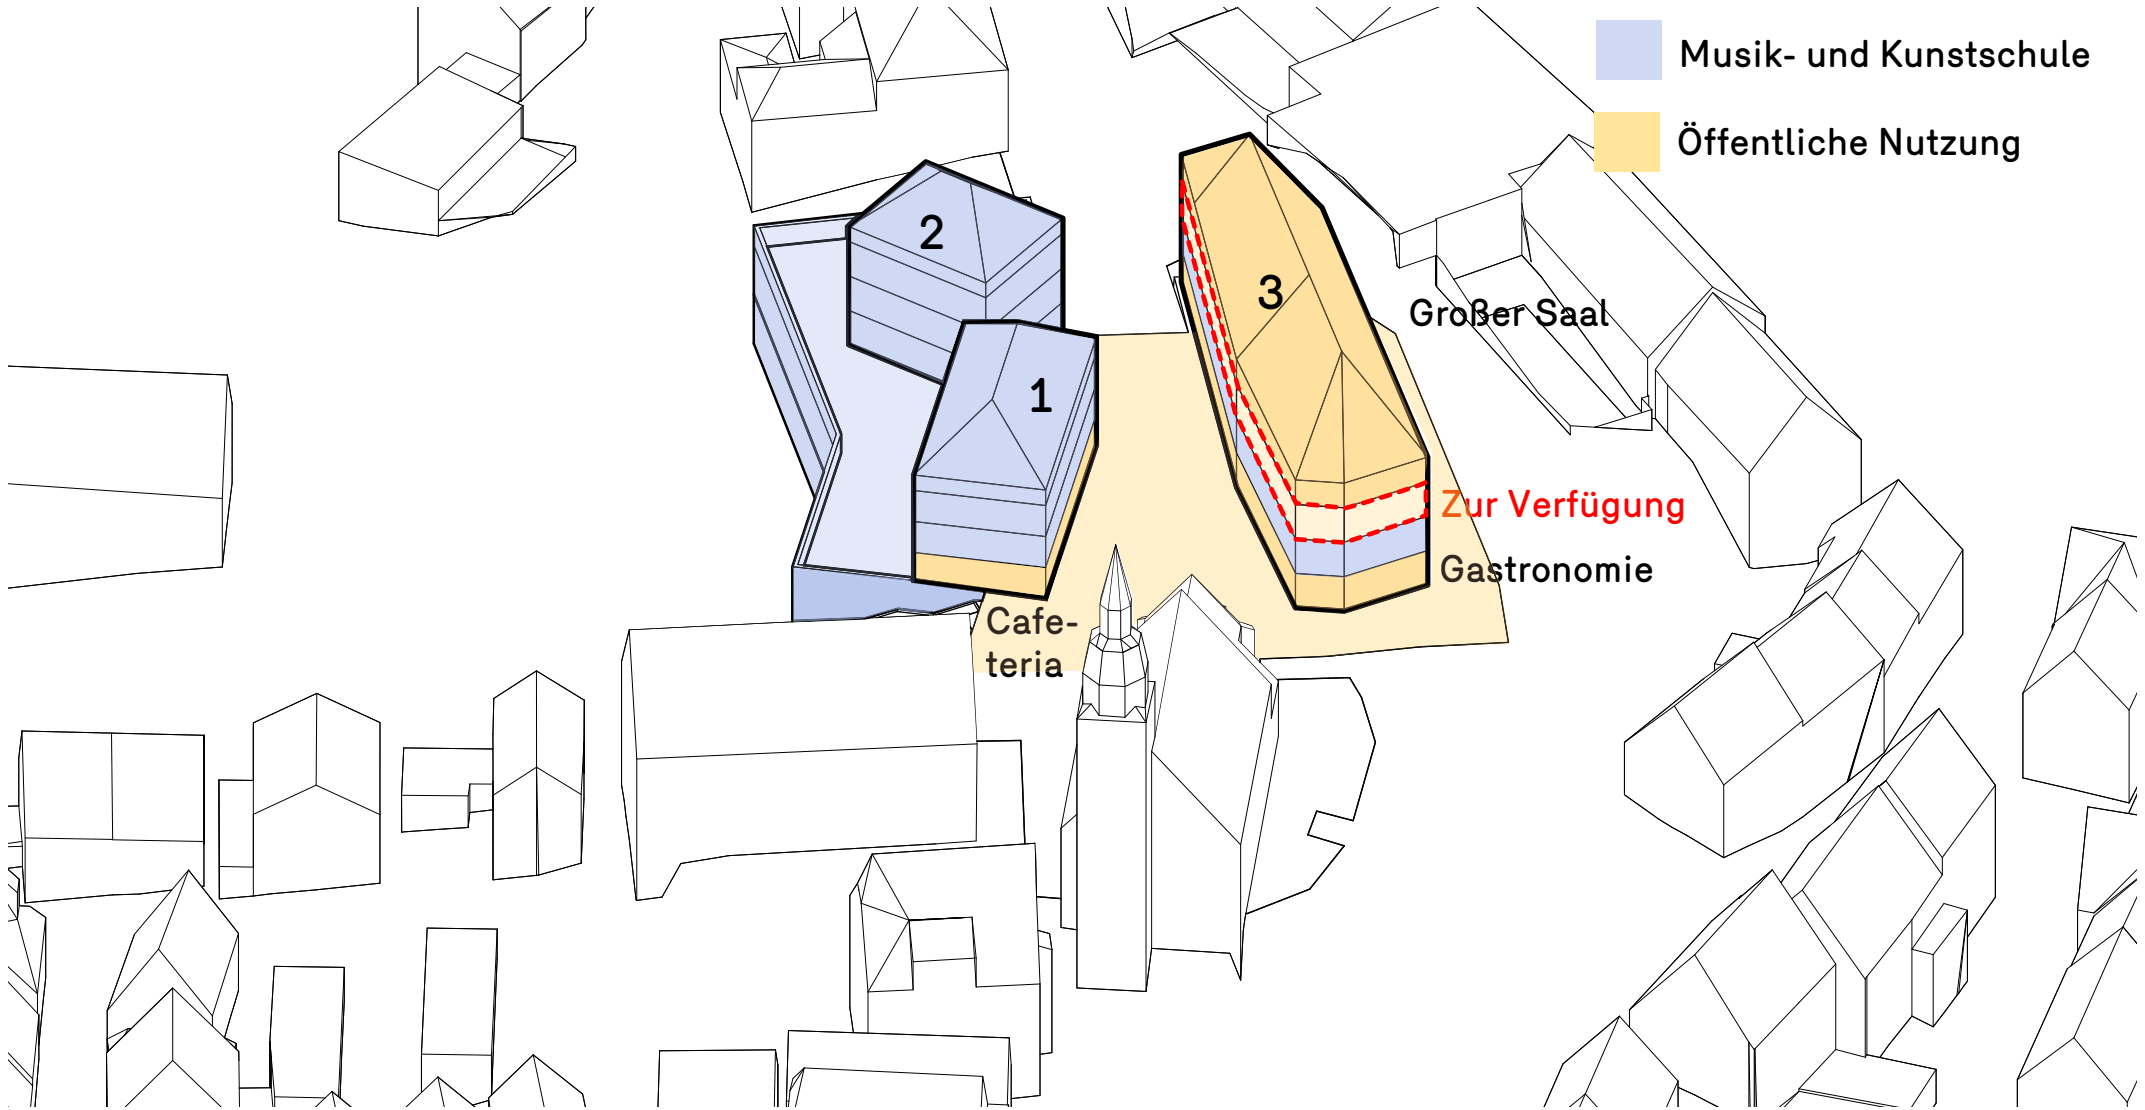 Musik- und Kunstschule
Öffentliche Nutzung
2
3
Großer Saal
1
Zur Verfügung
Gastronomie
Cafe-
teria